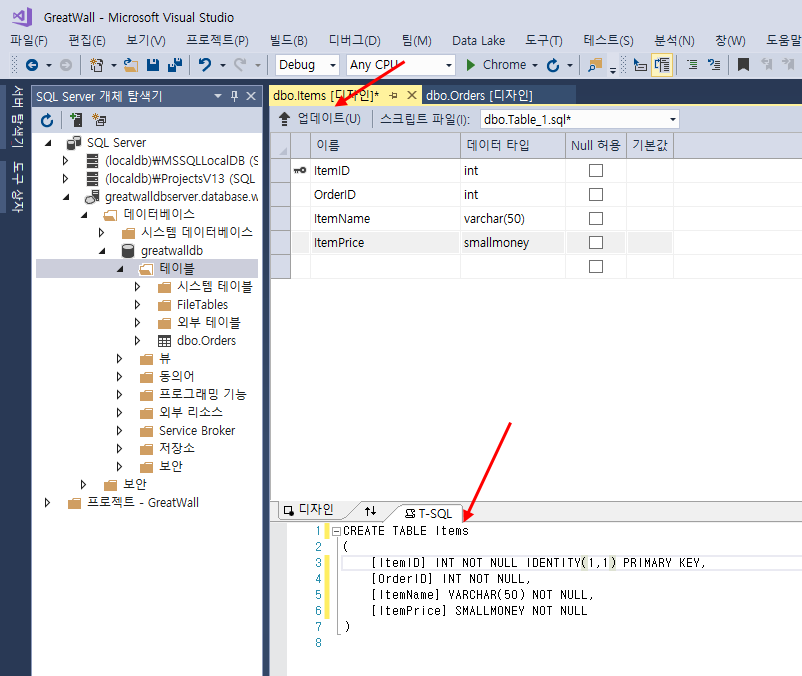 GreatWall - Microsoft Visual Studio
파일(F) 편집(E) 보기(V) 프로젝트(P) 빌드(B) 디버그(D) 팀(M) Data Lake 도구(T) 테스트(S) 분석(N) 창(W) 도움말
Debug Any CPU Chrome
서버 탐색기
도구 상자
SQL Server 개체 탐색기
SQL Server
(localdb)₩MSSQLLocalDB (S
(localdb)₩ProjectsV13 (SQL
greatwalldbserver.database.w
데이터베이스
시스템 데이터베이스
greatwalldb
테이블
시스템 테이블
FileTables
외부 테이블
dbo.Orders
뷰
동의어
프로그래밍 기능
외부 리소스
Service Broker
저장소
보안
보안
프로젝트 - GreatWall
dbo.Items [디자인]* dbo.Orders [디자인]
업데이트(U) 스크립트 파일(I): dbo.Table_1.sql*
이름 데이터 타입 Null 허용 기본값
ItemID int
OrderID int
ItemName varchar(50)
ItemPrice smallmoney
디자인 T-SQL
1 CREATE TABLE Items
2 (
3 [ItemID] INT NOT NULL IDENTITY(1,1) PRIMARY KEY,
4 [OrderID] INT NOT NULL,
5 [ItemName] VARCHAR(50) NOT NULL,
6 [ItemPrice] SMALLMONEY NOT NULL
7 )
8